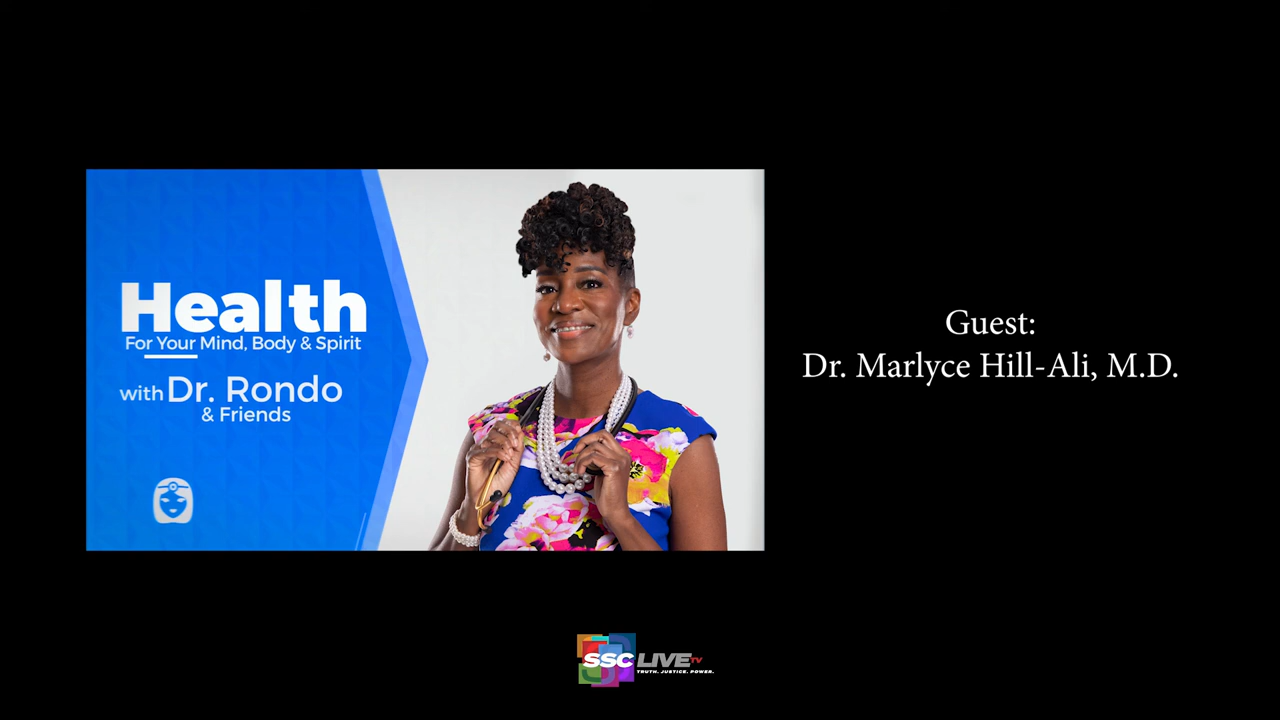 Health
For Your Mind, Body & Spirit
with Dr. Rondo
& Friends
Guest:
Dr. Marlyce Hill-Ali, M.D.
SSC LIVE TV
TRUTH. JUSTICE. POWER.